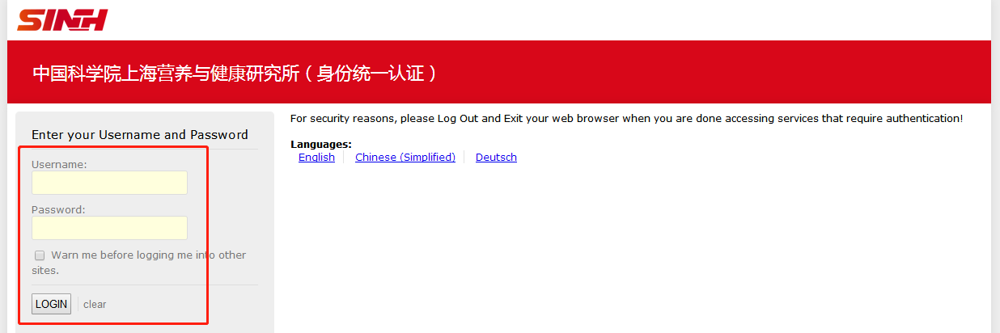 SINH
中国科学院上海营养与健康研究所（身份统一认证）
Enter your Username and Password
Username:
Password:
Warn me before logging me into other
sites.
LOGIN
clear
For security reasons, please Log Out and Exit your web browser when you are done accessing services that require authentication!
Languages:
English
Chinese (Simplified)
Deutsch